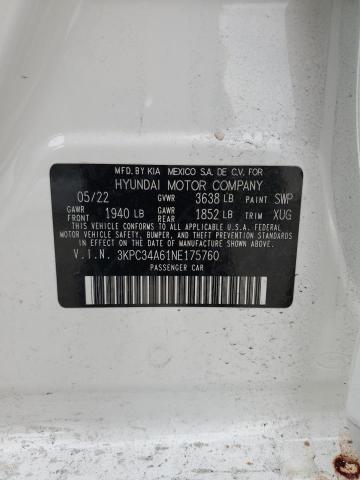 MFD. BY KIA MEXICO S.A. DE C.V. FOR
HYUNDAI MOTOR COMPANY
05/22 GVWR 3638 LB PAINT SWP
GAWR FRONT 1940 LB GAWR REAR 1852 LB TRIM XUG
THIS VEHICLE CONFORMS TO ALL APPLICABLE U.S.A. FEDERAL
MOTOR VEHICLE SAFETY, BUMPER, AND THEFT PREVENTION
STANDARDS IN EFFECT ON THE DATE OF MANUFACTURE SHOWN ABOVE.
V.I.N. 3KPC34A61NE175760
PASSENGER CAR